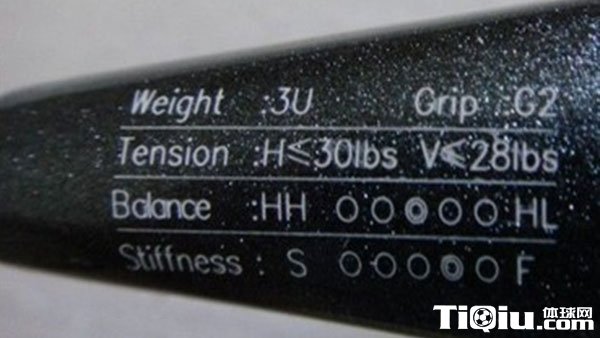 Weight :3U Grip :G2
Tension :H≤30lbs V≤28lbs
Balance :HH ○○◎○○ HL
Stiffness : S ○○○◎○ F
TiQiu.com 体球网